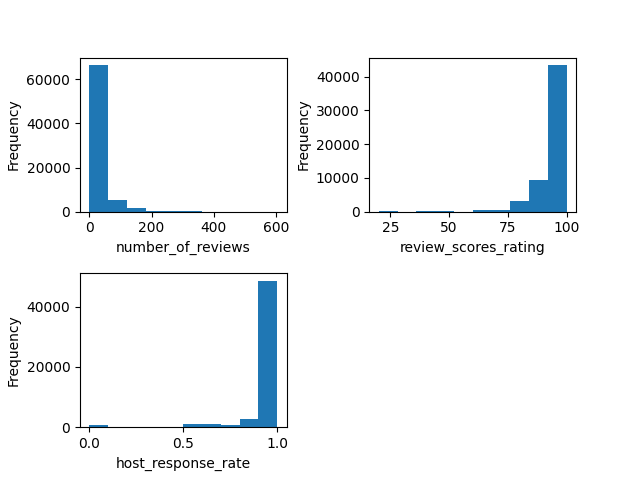 Frequency
60000
40000
20000
0
0 200 400 600
number_of_reviews
Frequency
40000
30000
20000
10000
0
25 50 75 100
review_scores_rating
Frequency
40000
20000
0
0.0 0.5 1.0
host_response_rate